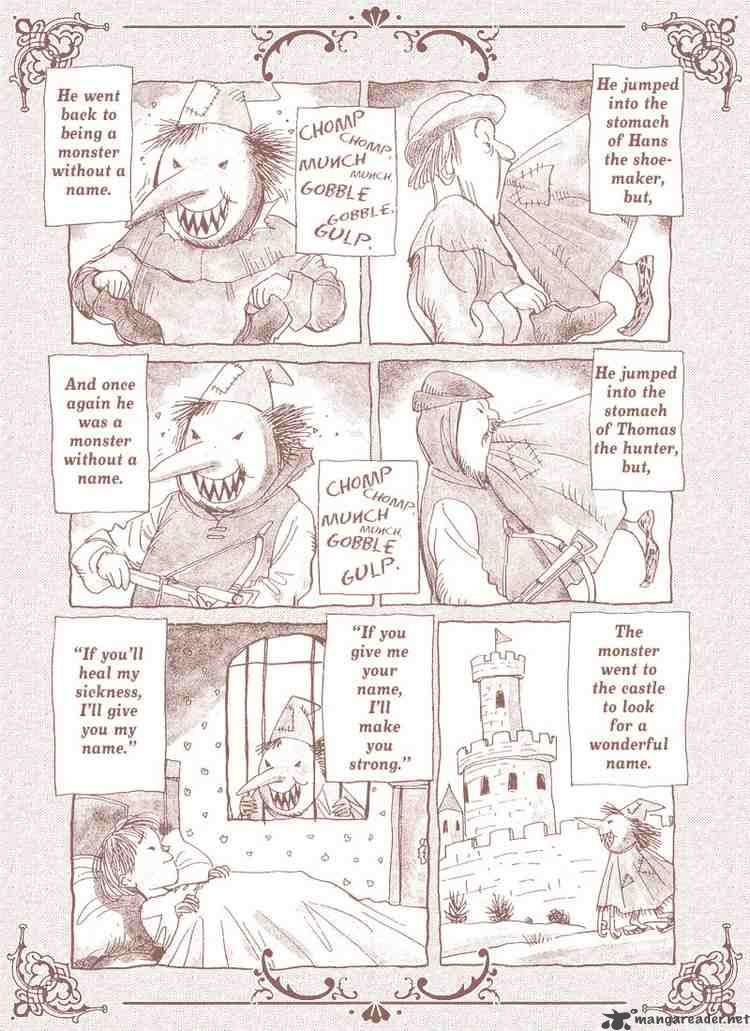 He jumped
into the
stomach
of Hans
the shoe-
maker,
but,
CHOMP
CHOMP,
MUNCH
MUNCH,
GOBBLE
GOBBLE,
GULP.
He went
back to
being a
monster
without a
name.
He jumped
into the
stomach
of Thomas
the hunter,
but,
CHOMP
CHOMP,
MUNCH
MUNCH,
GOBBLE
GULP.
And once
again he
was a
monster
without a
name.
The
monster
went to
the castle
to look
for a
wonderful
name.
"If you
give me
your
name,
I'll
make
you
strong."
"If you'll
heal my
sickness,
I'll give
you my
name."
mangareader.net